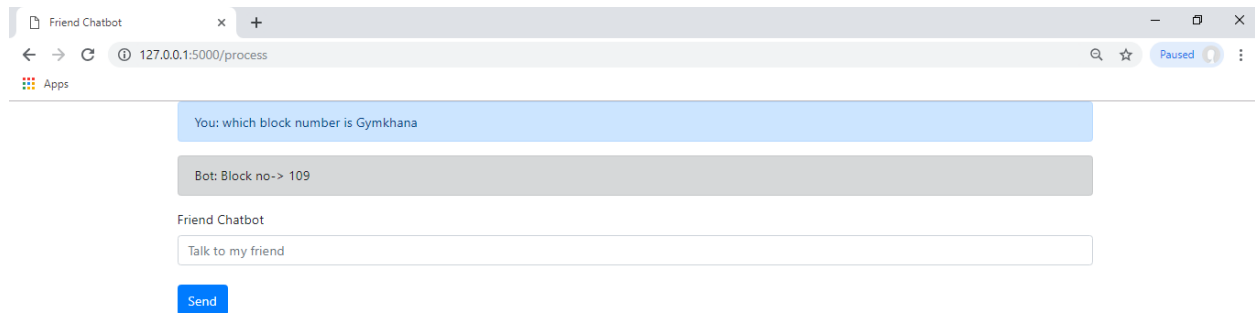 Friend Chatbot
127.0.0.1:5000/process
Paused
Apps
You: which block number is Gymkhana
Bot: Block no-> 109
Friend Chatbot
Talk to my friend
Send